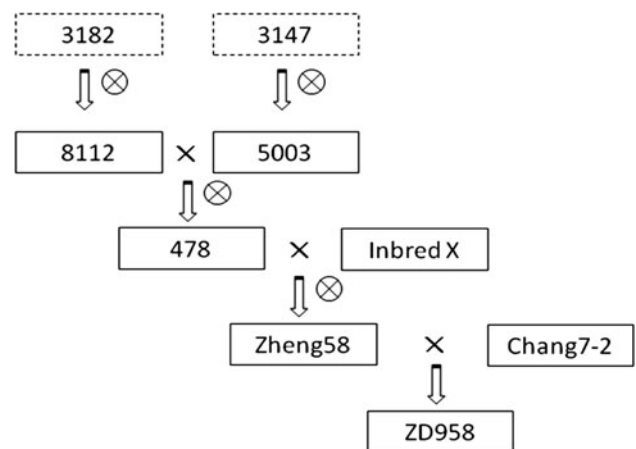 3182 3147
8112 × 5003
478 × Inbred X
Zheng58 × Chang7-2
ZD958